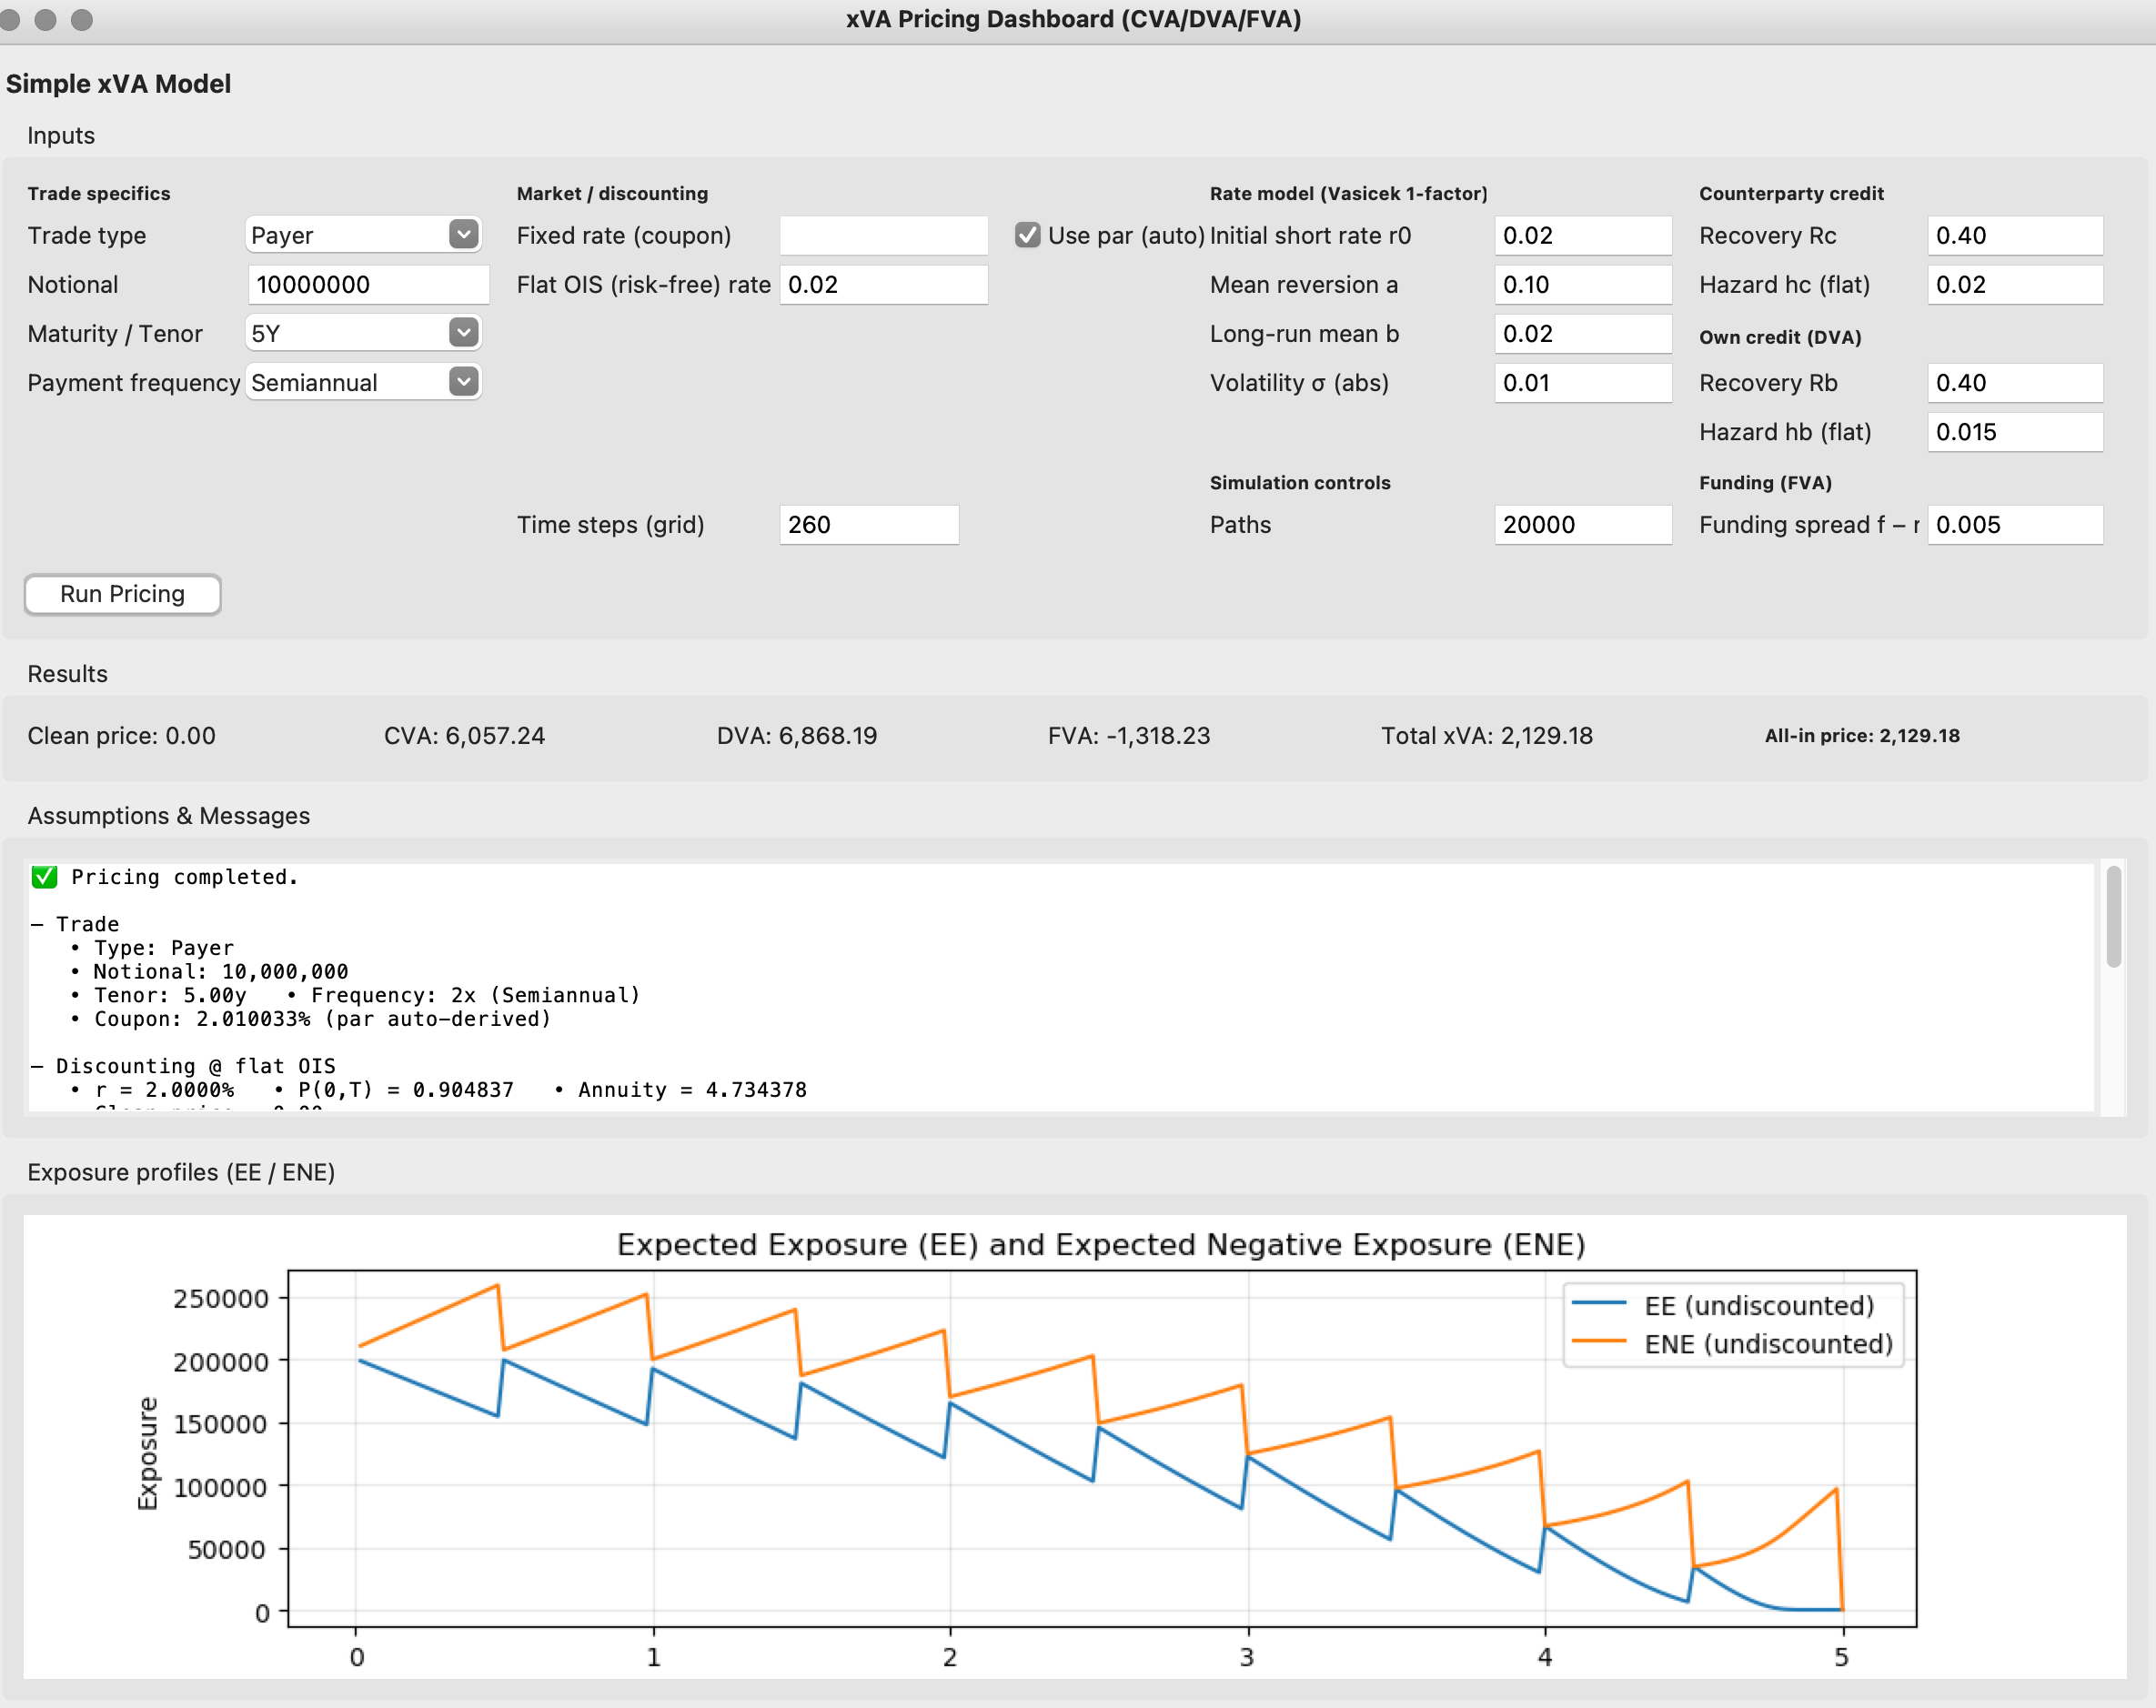 xVA Pricing Dashboard (CVA/DVA/FVA)
Simple xVA Model
Inputs
Trade specifics
Market / discounting
Rate model (Vasicek 1-factor)
Counterparty credit
Trade type Payer
Fixed rate (coupon)
Use par (auto)
Initial short rate r0 0.02
Recovery Rc 0.40
Notional 10000000
Flat OIS (risk-free) rate 0.02
Mean reversion a 0.10
Hazard hc (flat) 0.02
Maturity / Tenor 5Y
Long-run mean b 0.02
Own credit (DVA)
Payment frequency Semiannual
Volatility σ (abs) 0.01
Recovery Rb 0.40
Hazard hb (flat) 0.015
Simulation controls
Funding (FVA)
Time steps (grid) 260
Paths 20000
Funding spread f – r 0.005
Run Pricing
Results
Clean price: 0.00
CVA: 6,057.24
DVA: 6,868.19
FVA: -1,318.23
Total xVA: 2,129.18
All-in price: 2,129.18
Assumptions & Messages
✅ Pricing completed.
— Trade
• Type: Payer
• Notional: 10,000,000
• Tenor: 5.00y • Frequency: 2x (Semiannual)
• Coupon: 2.010033% (par auto-derived)
— Discounting @ flat OIS
• r = 2.0000% • P(0,T) = 0.904837 • Annuity = 4.734378
Exposure profiles (EE / ENE)
Expected Exposure (EE) and Expected Negative Exposure (ENE)
EE (undiscounted)
ENE (undiscounted)
Exposure
250000
200000
150000
100000
50000
0
0 1 2 3 4 5